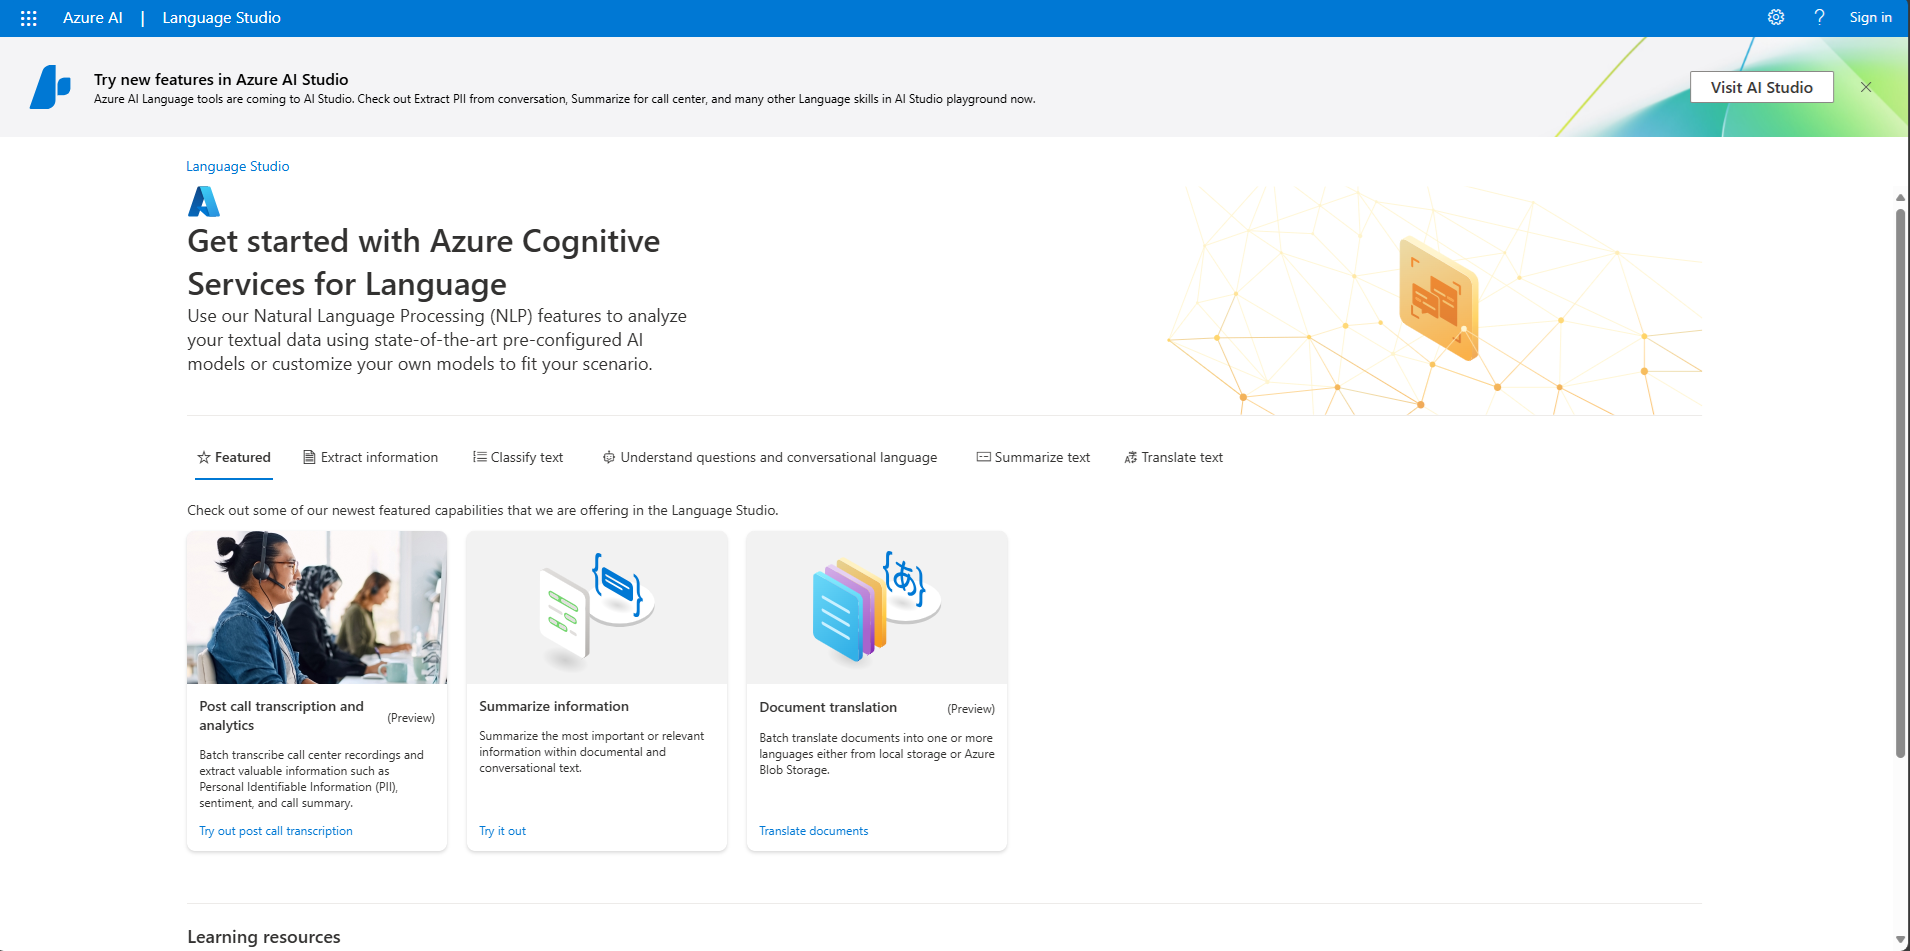 Azure AI | Language Studio
Sign in
Try new features in Azure AI Studio
Azure AI Language tools are coming to AI Studio. Check out Extract PII from conversation, Summarize for call center, and many other Language skills in AI Studio playground now.
Visit AI Studio
Language Studio
Get started with Azure Cognitive
Services for Language
Use our Natural Language Processing (NLP) features to analyze
your textual data using state-of-the-art pre-configured AI
models or customize your own models to fit your scenario.
Featured
Extract information
Classify text
Understand questions and conversational language
Summarize text
Translate text
Check out some of our newest featured capabilities that we are offering in the Language Studio.
Post call transcription and
analytics
(Preview)
Batch transcribe call center recordings and
extract valuable information such as
Personal Identifiable Information (PII),
sentiment, and call summary.
Try out post call transcription
Summarize information
Summarize the most important or relevant
information within documental and
conversational text.
Try it out
{あ}
Document translation
(Preview)
Batch translate documents into one or more
languages either from local storage or Azure
Blob Storage.
Translate documents
Learning resources